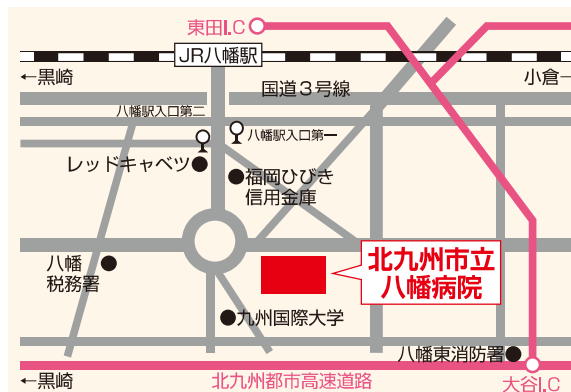 東田I.C
JR八幡駅
←黒崎
小倉→
国道3号線
八幡駅入口第二
八幡駅入口第一
レッドキャベツ
福岡ひびき
信用金庫
北九州市立
八幡病院
八幡
税務署
九州国際大学
八幡東消防署
←黒崎
北九州都市高速道路
大谷I.C